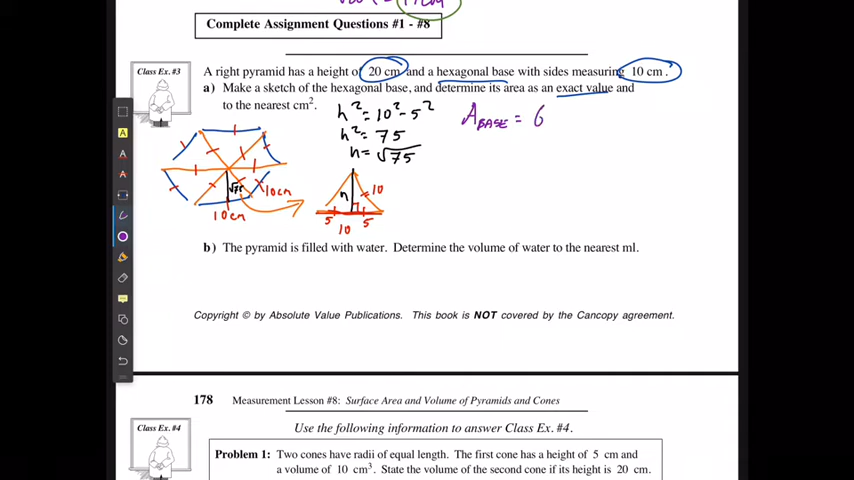 Complete Assignment Questions #1 - #8
Class Ex. #3
A right pyramid has a height of 20 cm and a hexagonal base with sides measuring 10 cm.
a) Make a sketch of the hexagonal base, and determine its area as an exact value and
to the nearest cm².
h² = 10² - 5²
h² = 75
h = √75
A BASE = 6
√75
10cm
10cm
h
10
5
5
10
b) The pyramid is filled with water. Determine the volume of water to the nearest ml.
Copyright © by Absolute Value Publications. This book is NOT covered by the Cancopy agreement.
178 Measurement Lesson #8: Surface Area and Volume of Pyramids and Cones
Class Ex. #4
Use the following information to answer Class Ex. #4.
Problem 1: Two cones have radii of equal length. The first cone has a height of 5 cm and
a volume of 10 cm³. State the volume of the second cone if its height is 20 cm.